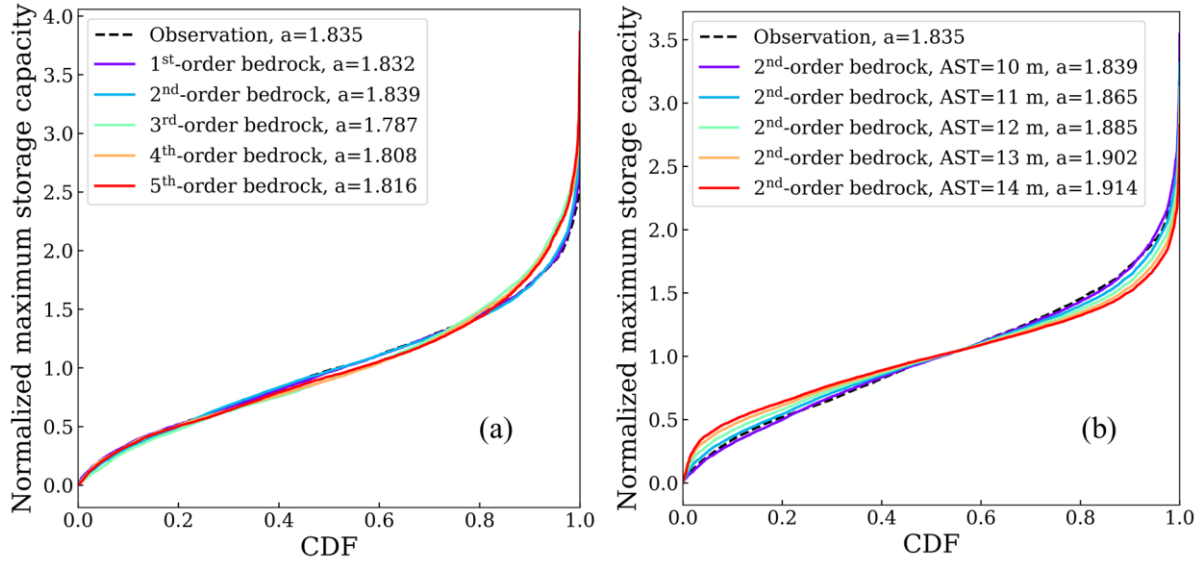 Normalized maximum storage capacity
4.0
3.5
3.0
2.5
2.0
1.5
1.0
0.5
0.0
Observation, a=1.835
1st-order bedrock, a=1.832
2nd-order bedrock, a=1.839
3rd-order bedrock, a=1.787
4th-order bedrock, a=1.808
5th-order bedrock, a=1.816
(a)
0.0 0.2 0.4 0.6 0.8 1.0
CDF
Normalized maximum storage capacity
3.5
3.0
2.5
2.0
1.5
1.0
0.5
0.0
Observation, a=1.835
2nd-order bedrock, AST=10 m, a=1.839
2nd-order bedrock, AST=11 m, a=1.865
2nd-order bedrock, AST=12 m, a=1.885
2nd-order bedrock, AST=13 m, a=1.902
2nd-order bedrock, AST=14 m, a=1.914
(b)
0.0 0.2 0.4 0.6 0.8 1.0
CDF